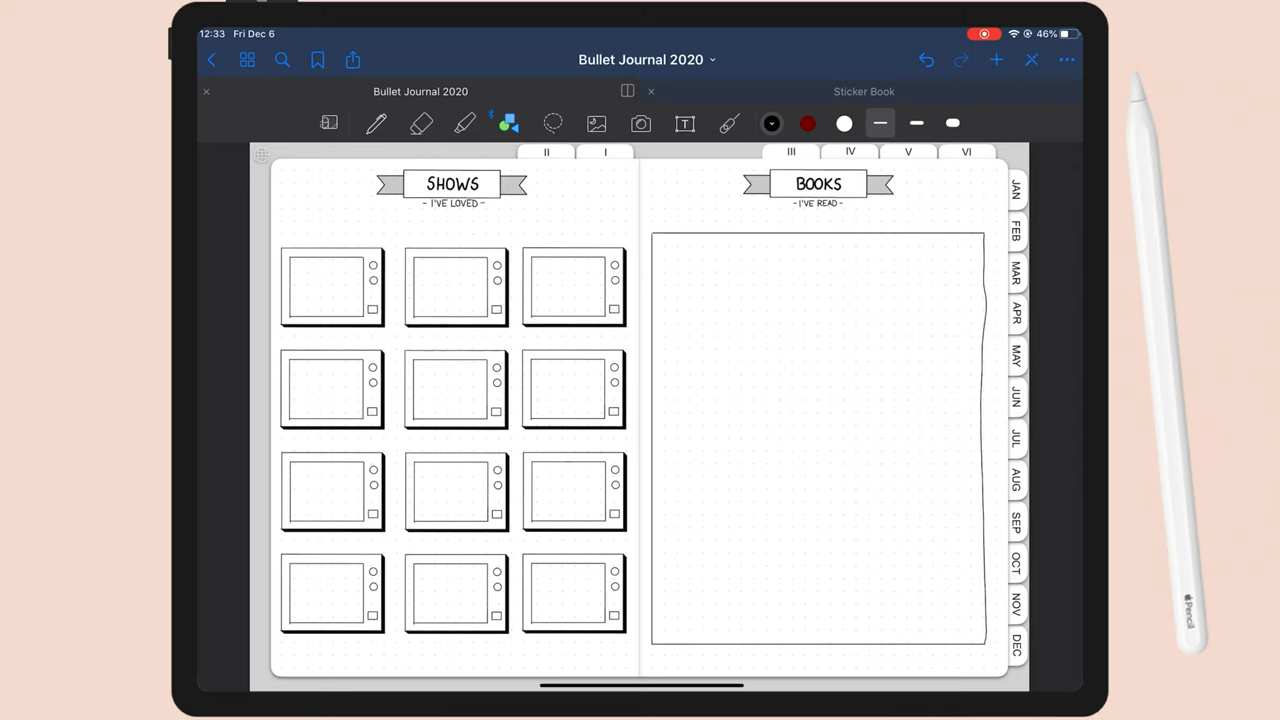 12:33 Fri Dec 6
46%
Bullet Journal 2020
Bullet Journal 2020
Sticker Book
T
II
I
III
IV
V
VI
SHOWS
- I'VE LOVED -
BOOKS
- I'VE READ -
JAN
FEB
MAR
APR
MAY
JUN
JUL
AUG
SEP
OCT
NOV
DEC
Pencil